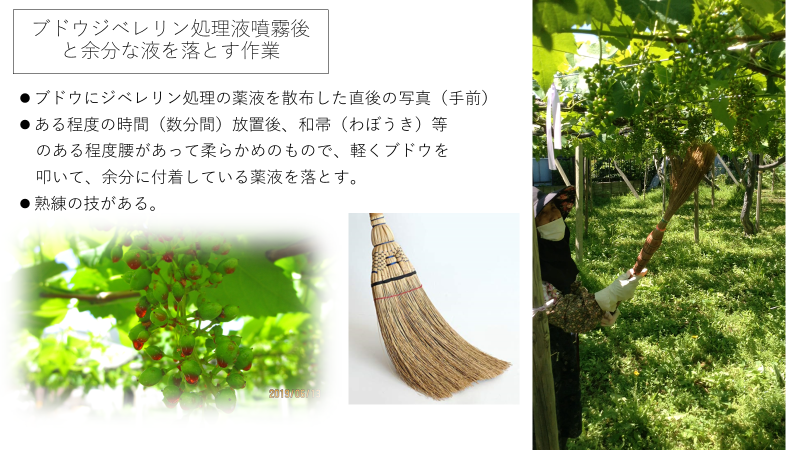 ブドウジベレリン処理液噴霧後
と余分な液を落とす作業
●ブドウにジベレリン処理の薬液を散布した直後の写真（手前）
●ある程度の時間（数分間）放置後、和帚（わぼうき）等
のある程度腰があって柔らかめのもので、軽くブドウを
叩いて、余分に付着している薬液を落とす。
●熟練の技がある。